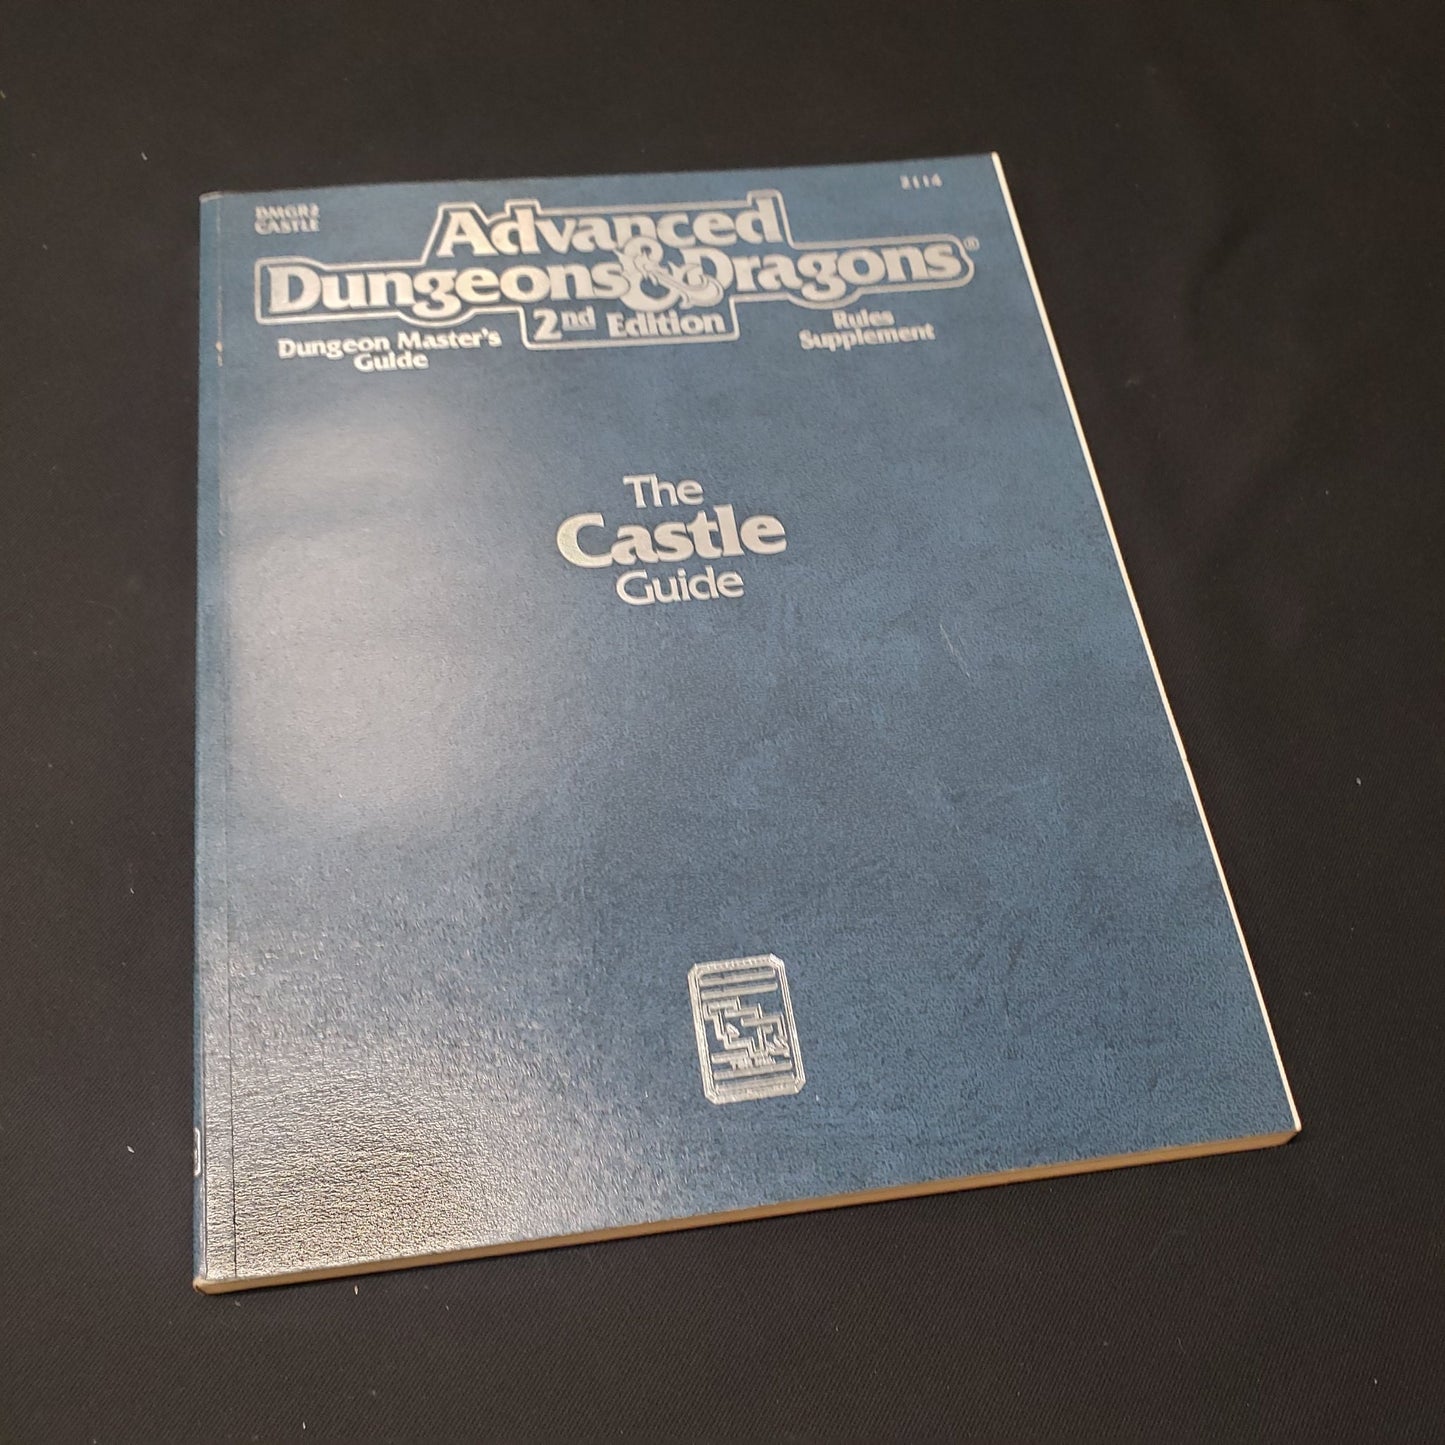 DMGR2
CASTLE
2114
Advanced
Dungeons & Dragons®
2nd Edition
Dungeon Master's
Guide
Rules
Supplement
The
Castle
Guide